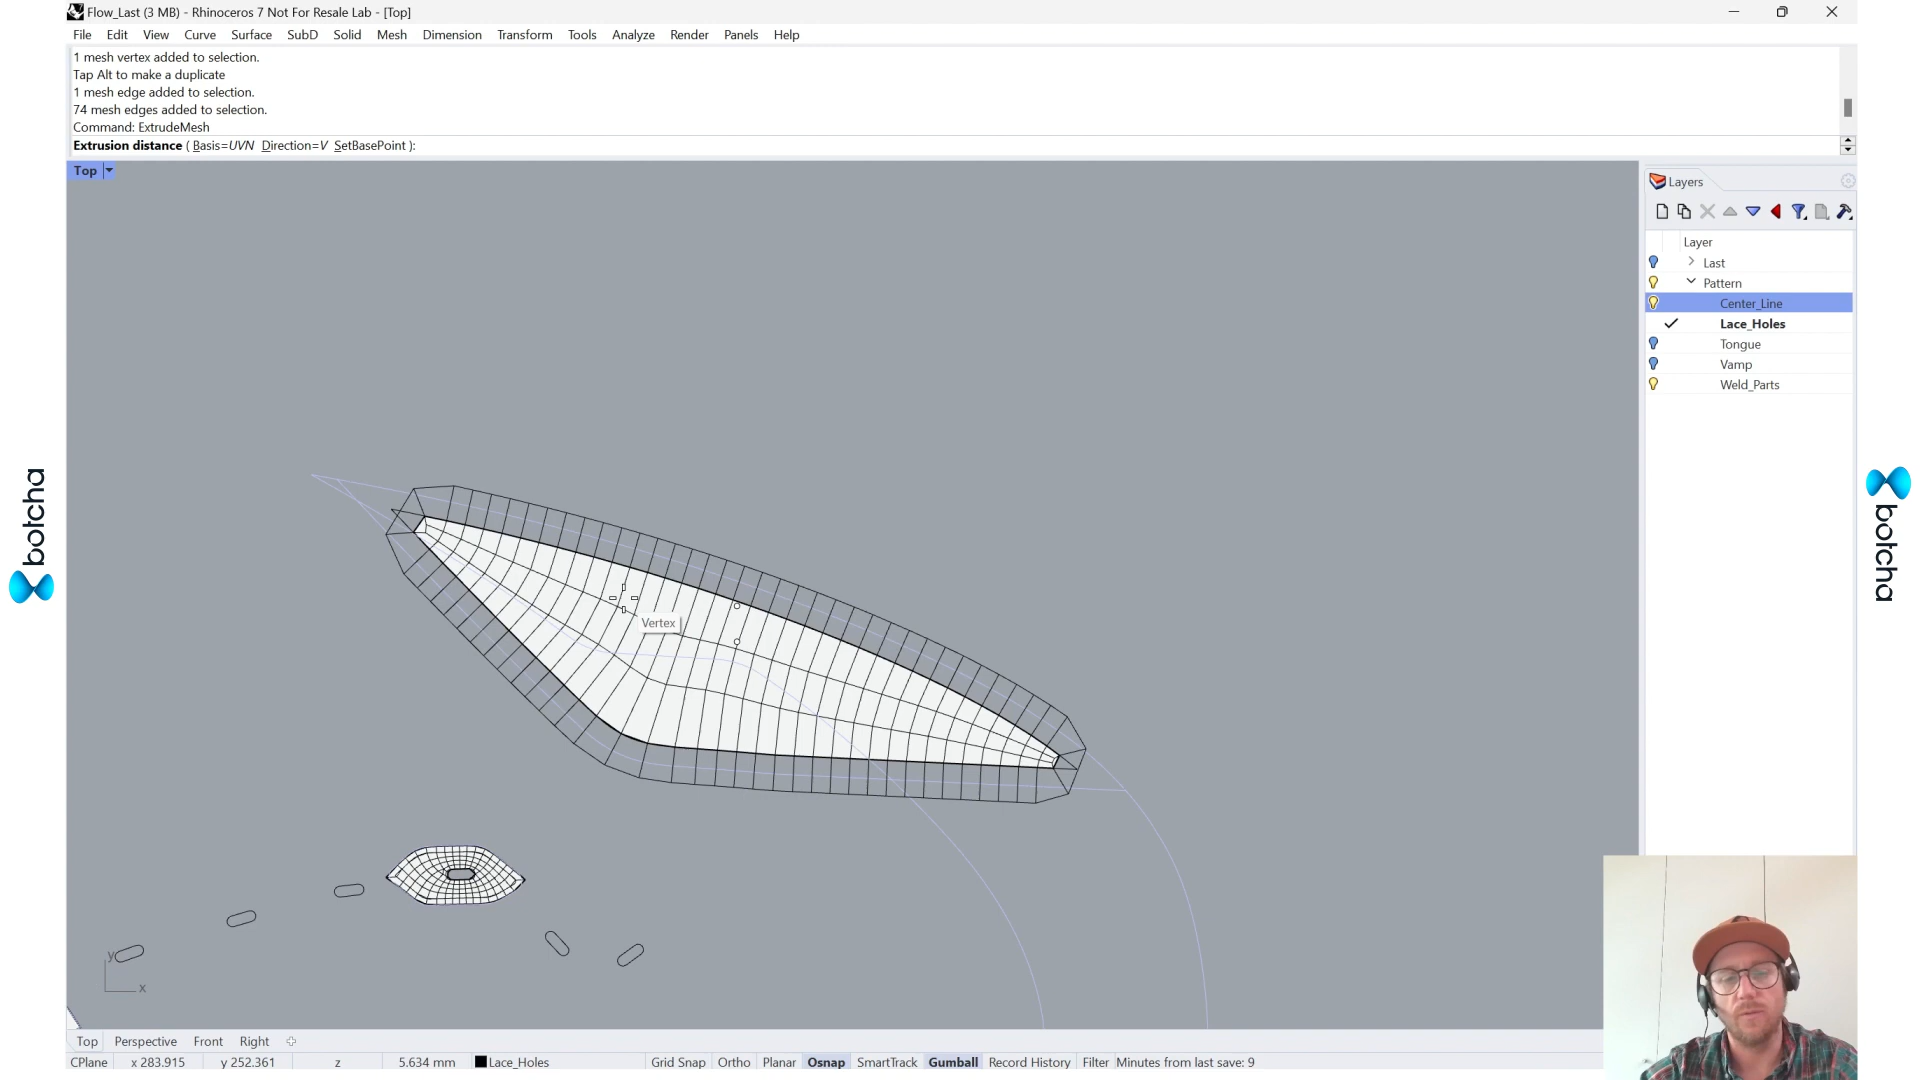 Flow_Last (3 MB) - Rhinoceros 7 Not For Resale Lab - [Top]
File Edit View Curve Surface SubD Solid Mesh Dimension Transform Tools Analyze Render Panels Help
1 mesh vertex added to selection.
Tap Alt to make a duplicate
1 mesh edge added to selection.
74 mesh edges added to selection.
Command: ExtrudeMesh
Extrusion distance ( Basis=UVN Direction=V SetBasePoint ):
Top
Layers
Layer
Last
Pattern
Center_Line
Lace_Holes
Tongue
Vamp
Weld_Parts
Vertex
botcha
botcha
y
x
Top Perspective Front Right
CPlane x 283.915 y 252.361 z 5.634 mm Lace_Holes Grid Snap Ortho Planar Osnap SmartTrack Gumball Record History Filter Minutes from last save: 9